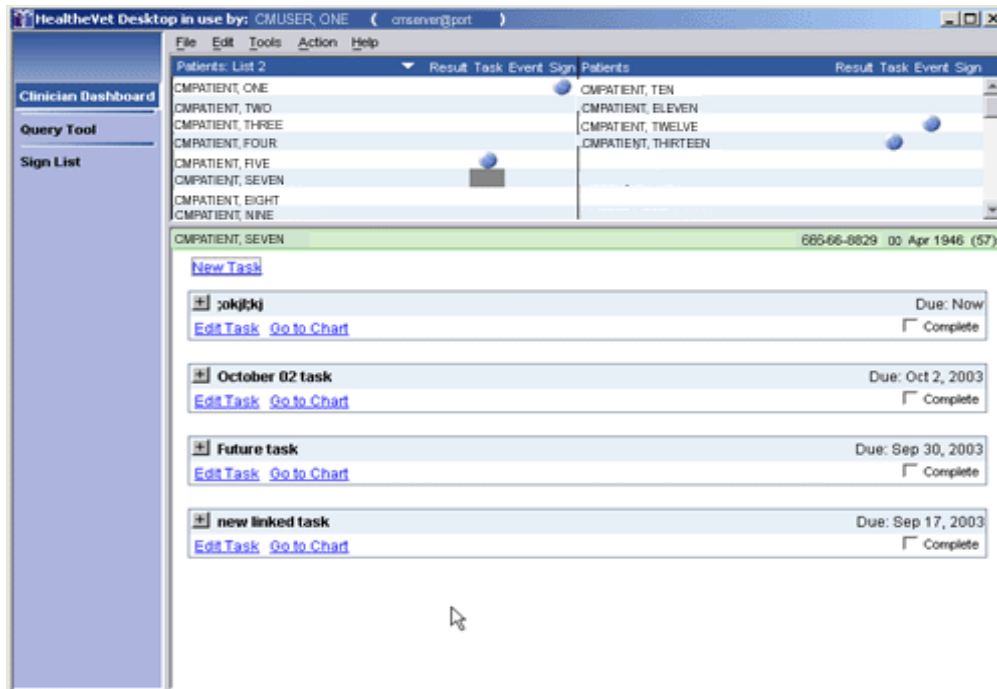 HealtheVet Desktop in use by: CMUSER, ONE ( cmserver@port )
File Edit Tools Action Help
Patients: List 2 Result Task Event Sign Patients Result Task Event Sign
Clinician Dashboard
Query Tool
Sign List
CMPATIENT, ONE CMPATIENT, TEN
CMPATIENT, TWO CMPATIENT, ELEVEN
CMPATIENT, THREE CMPATIENT, TWELVE
CMPATIENT, FOUR CMPATIENT, THIRTEEN
CMPATIENT, FIVE
CMPATIENT, SEVEN
CMPATIENT, EIGHT
CMPATIENT, NINE
CMPATIENT, SEVEN 665-66-8829 00 Apr 1946 (57)
New Task
;okjl;kj Due: Now
Edit Task Go to Chart Complete
October 02 task Due: Oct 2, 2003
Edit Task Go to Chart Complete
Future task Due: Sep 30, 2003
Edit Task Go to Chart Complete
new linked task Due: Sep 17, 2003
Edit Task Go to Chart Complete